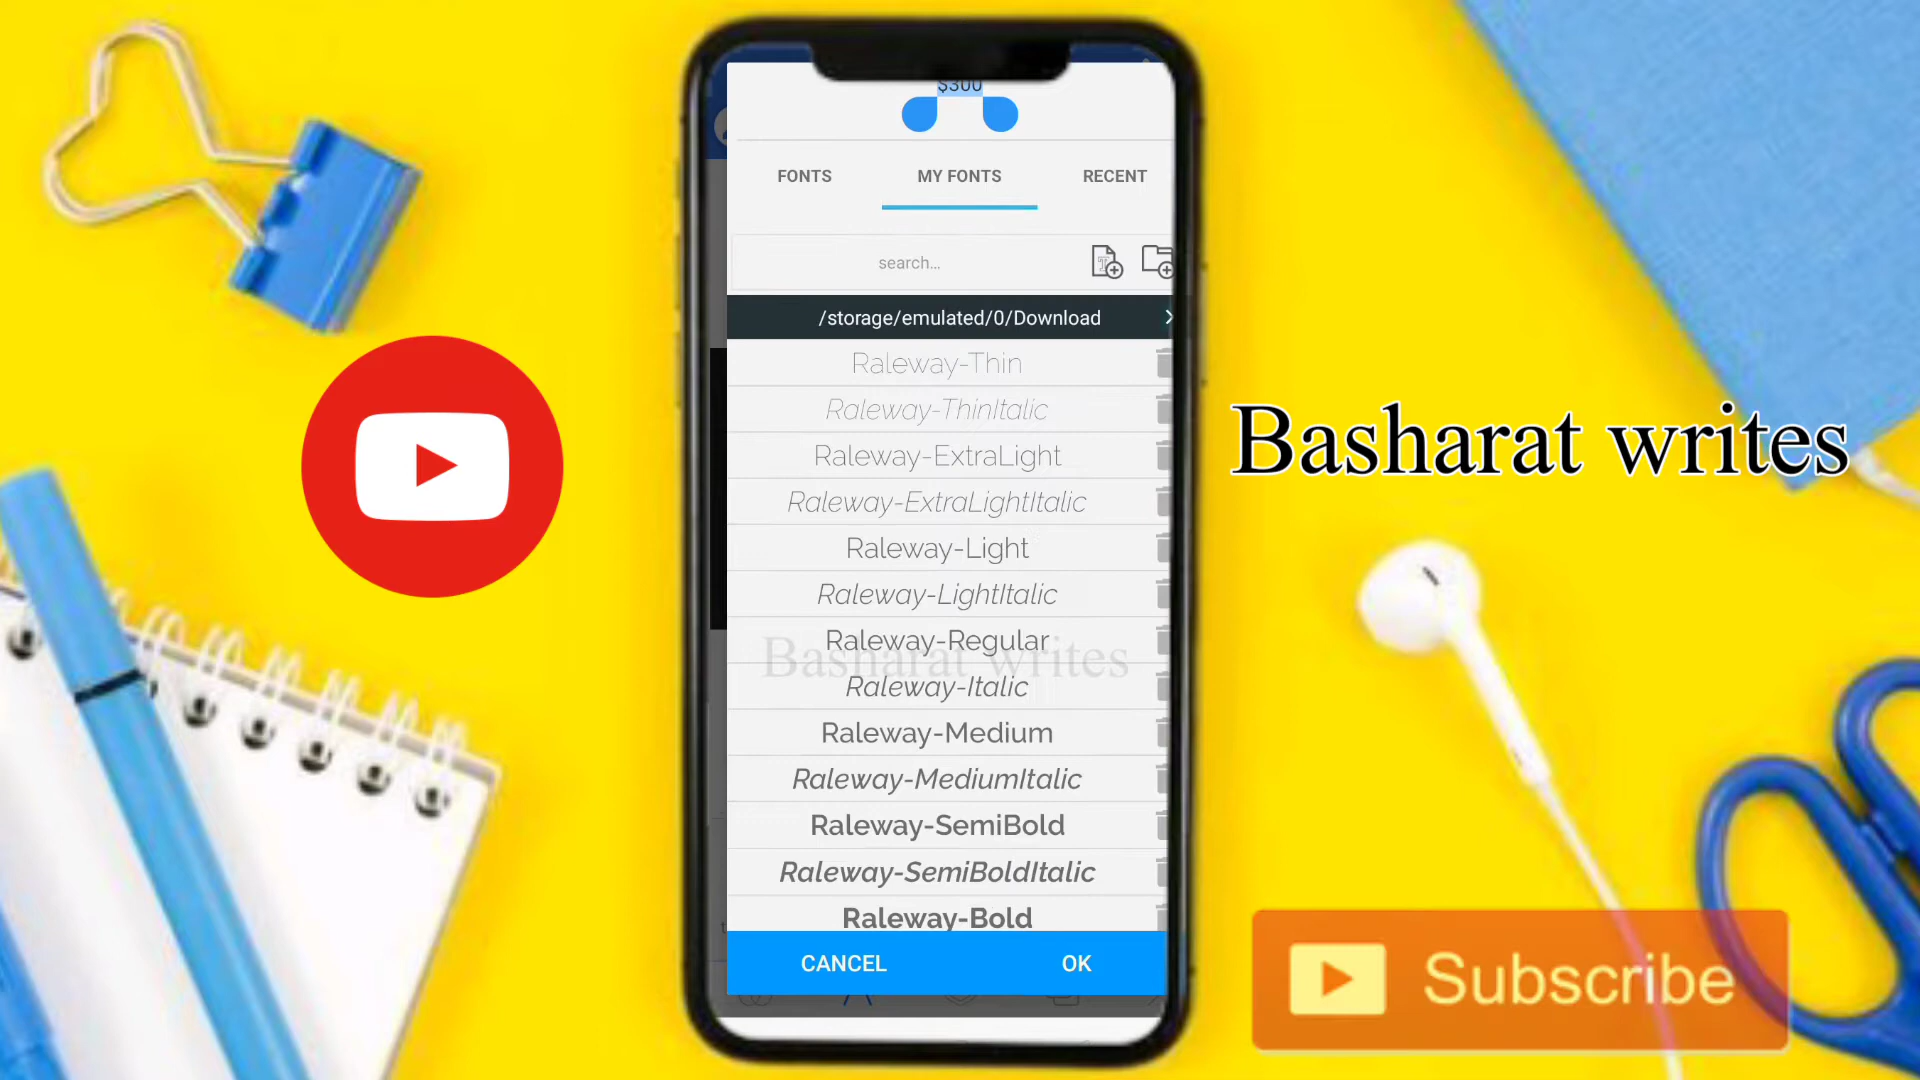 $300
FONTS MY FONTS RECENT
search...
/storage/emulated/0/Download
Raleway-Thin
Raleway-ThinItalic
Raleway-ExtraLight
Raleway-ExtraLightItalic
Raleway-Light
Raleway-LightItalic
Raleway-Regular
Basharat writes
Raleway-Italic
Raleway-Medium
Raleway-MediumItalic
Raleway-SemiBold
Raleway-SemiBoldItalic
Raleway-Bold
CANCEL OK
Basharat writes
Subscribe